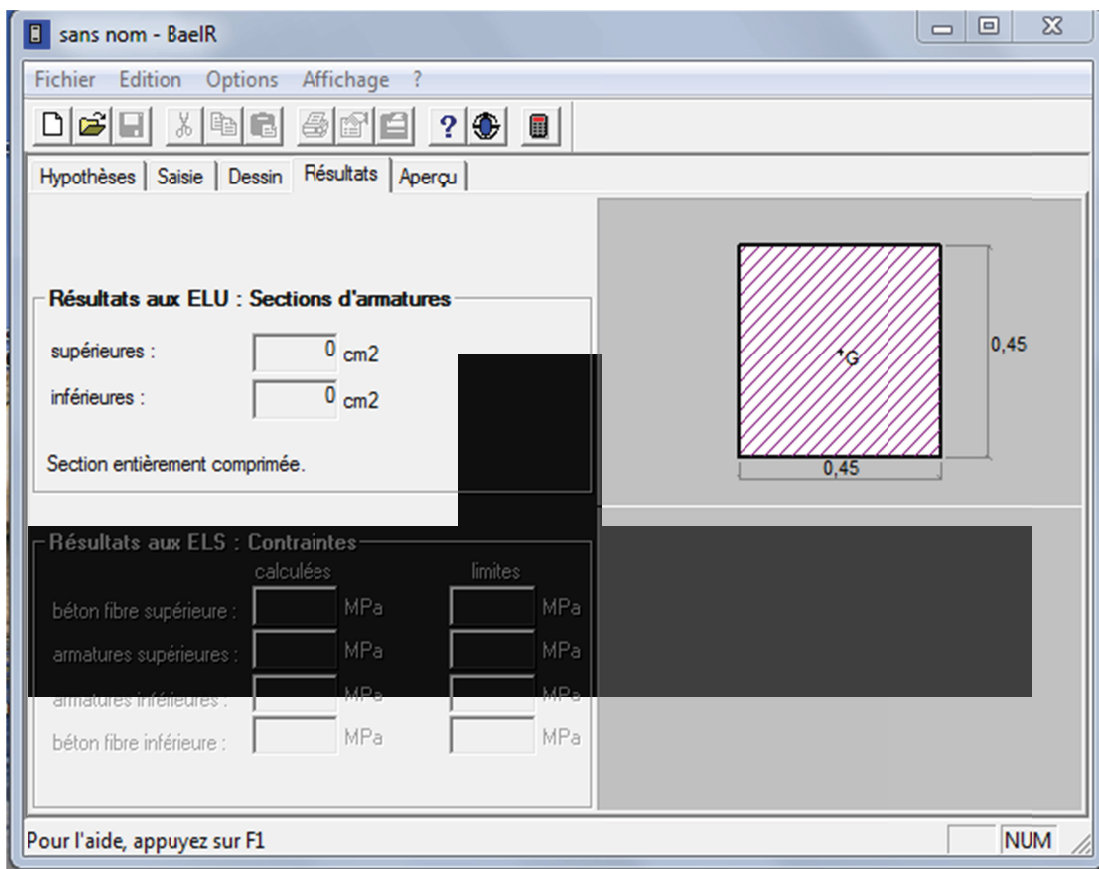 sans nom - BaelR
Fichier Edition Options Affichage ?
?
Hypothèses Saisie Dessin Résultats Aperçu
Résultats aux ELU : Sections d'armatures
supérieures : 0 cm2
inférieures : 0 cm2
Section entièrement comprimée.
G
0,45
0,45
Résultats aux ELS : Contraintes
calculées limites
béton fibre supérieure : MPa MPa
armatures supérieures : MPa MPa
armatures inférieures : MPa MPa
béton fibre inférieure : MPa MPa
Pour l'aide, appuyez sur F1
NUM